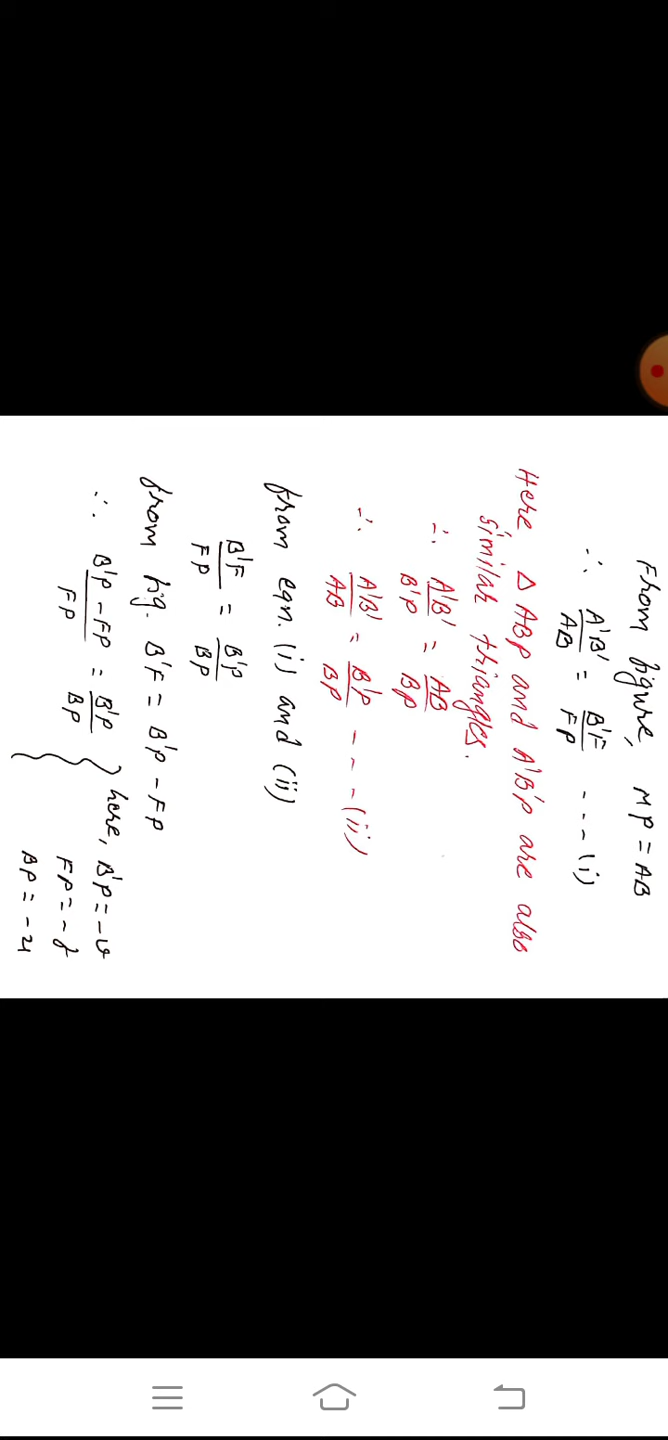 From figure, MP = AB
∴ A'B'/AB = B'F/FP - - - (i)
Here Δ ABP and A'B'P are also
similar triangles.
∴ A'B'/B'P = AB/BP
∴ A'B'/AB = B'P/BP - - - (ii)
from eqn. (i) and (ii)
B'F/FP = B'P/BP
from fig. B'F = B'P - FP
∴ B'P - FP/FP = B'P/BP } here, B'P = -v
FP = -f
BP = -u